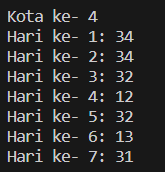 Kota ke- 4
Hari ke- 1: 34
Hari ke- 2: 34
Hari ke- 3: 32
Hari ke- 4: 12
Hari ke- 5: 32
Hari ke- 6: 13
Hari ke- 7: 31